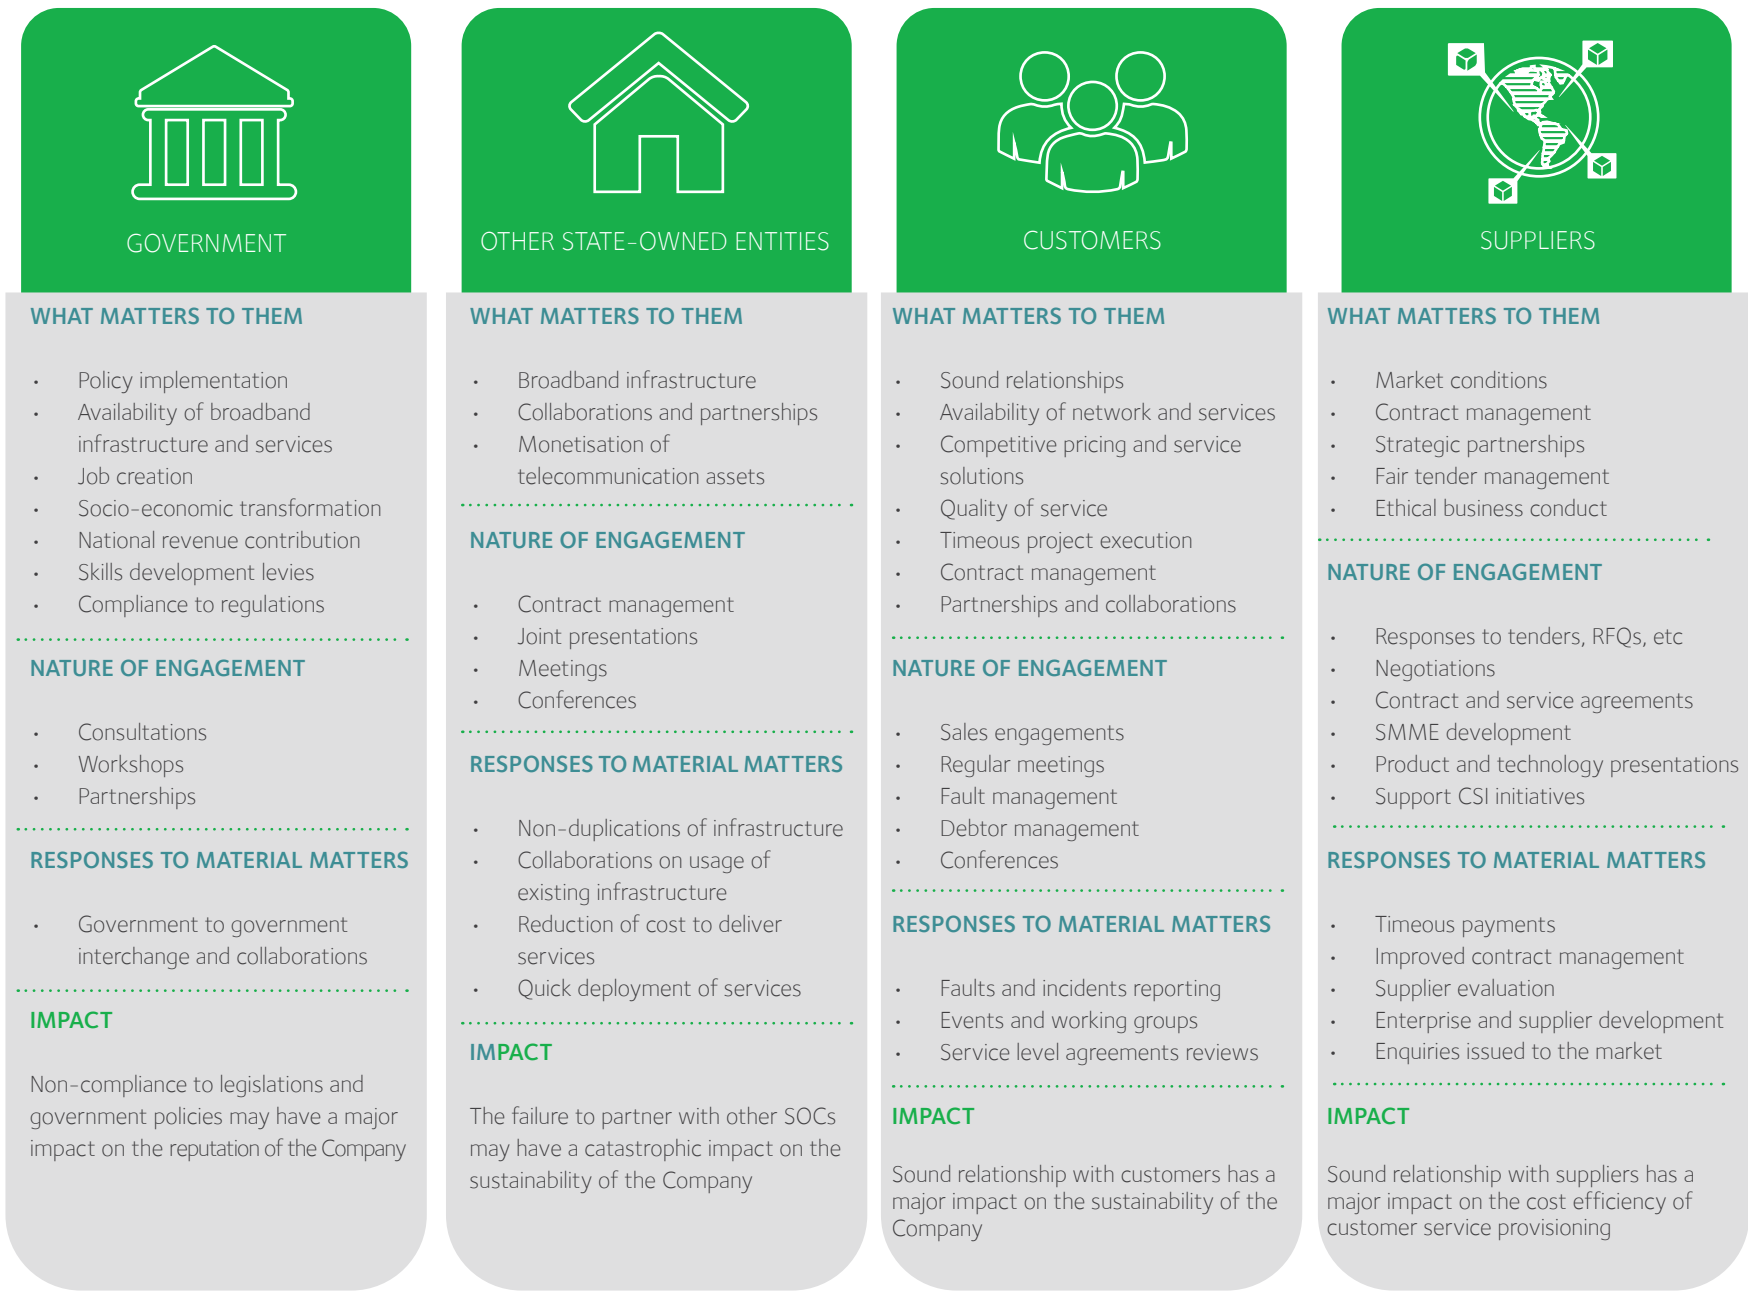 GOVERNMENT
WHAT MATTERS TO THEM
• Policy implementation
• Availability of broadband
infrastructure and services
• Job creation
• Socio-economic transformation
• National revenue contribution
• Skills development levies
• Compliance to regulations
NATURE OF ENGAGEMENT
• Consultations
• Workshops
• Partnerships
RESPONSES TO MATERIAL MATTERS
• Government to government
interchange and collaborations
IMPACT
Non-compliance to legislations and
government policies may have a major
impact on the reputation of the Company
OTHER STATE-OWNED ENTITIES
WHAT MATTERS TO THEM
• Broadband infrastructure
• Collaborations and partnerships
• Monetisation of
telecommunication assets
NATURE OF ENGAGEMENT
• Contract management
• Joint presentations
• Meetings
• Conferences
RESPONSES TO MATERIAL MATTERS
• Non-duplications of infrastructure
• Collaborations on usage of
existing infrastructure
• Reduction of cost to deliver
services
• Quick deployment of services
IMPACT
The failure to partner with other SOCs
may have a catastrophic impact on the
sustainability of the Company
CUSTOMERS
WHAT MATTERS TO THEM
• Sound relationships
• Availability of network and services
• Competitive pricing and service
solutions
• Quality of service
• Timeous project execution
• Contract management
• Partnerships and collaborations
NATURE OF ENGAGEMENT
• Sales engagements
• Regular meetings
• Fault management
• Debtor management
• Conferences
RESPONSES TO MATERIAL MATTERS
• Faults and incidents reporting
• Events and working groups
• Service level agreements reviews
IMPACT
Sound relationship with customers has a
major impact on the sustainability of the
Company
SUPPLIERS
WHAT MATTERS TO THEM
• Market conditions
• Contract management
• Strategic partnerships
• Fair tender management
• Ethical business conduct
NATURE OF ENGAGEMENT
• Responses to tenders, RFQs, etc
• Negotiations
• Contract and service agreements
• SMME development
• Product and technology presentations
• Support CSI initiatives
RESPONSES TO MATERIAL MATTERS
• Timeous payments
• Improved contract management
• Supplier evaluation
• Enterprise and supplier development
• Enquiries issued to the market
IMPACT
Sound relationship with suppliers has a
major impact on the cost efficiency of
customer service provisioning